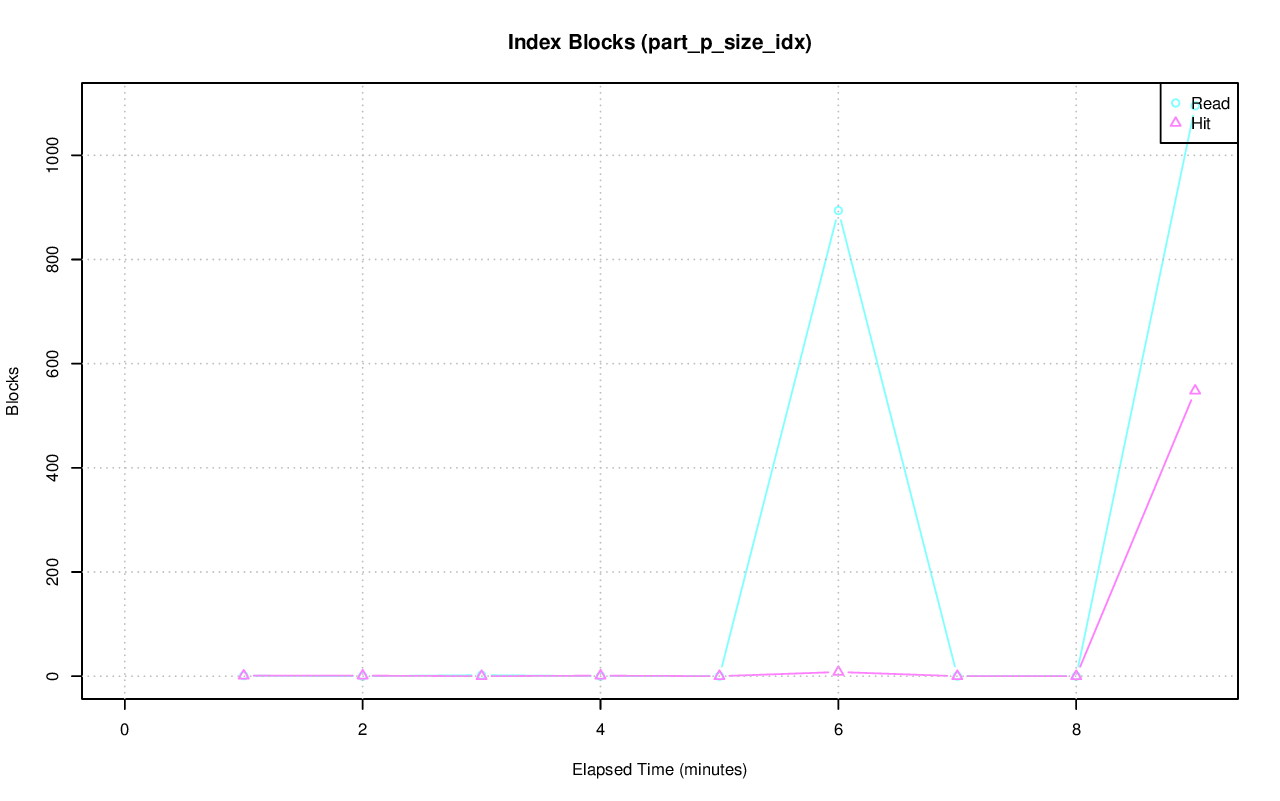 Index Blocks (part_p_size_idx)
Read
Hit
Blocks
1000
800
600
400
200
0
0 2 4 6 8
Elapsed Time (minutes)